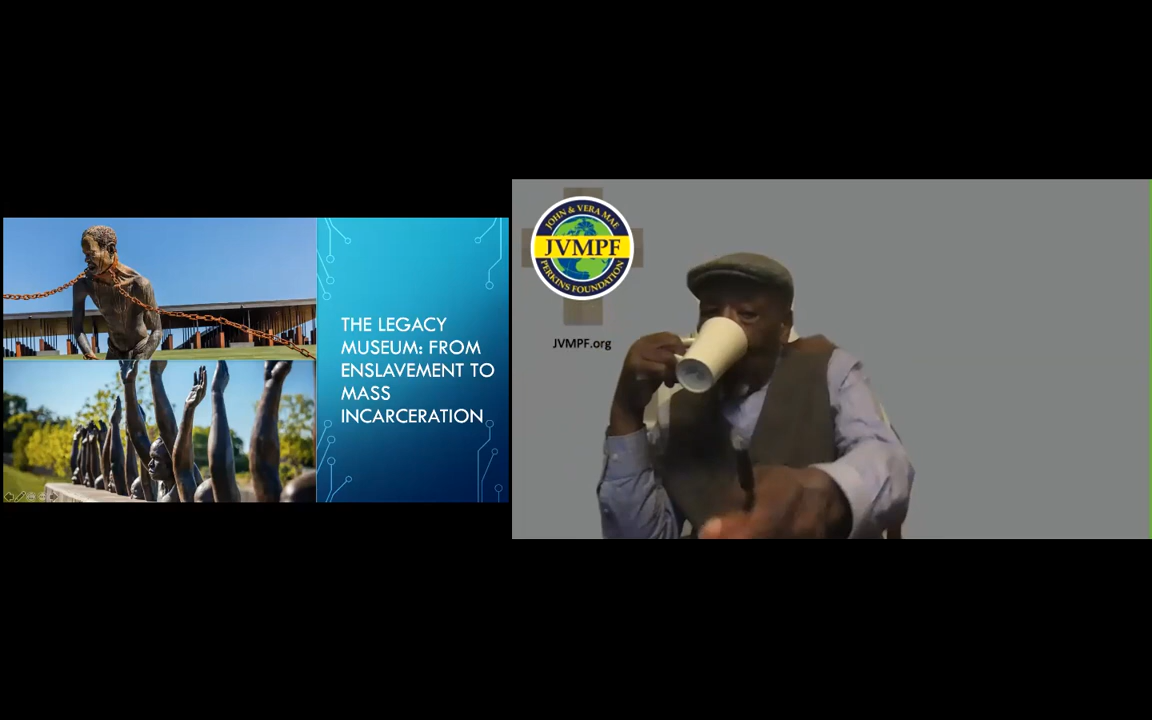 THE LEGACY
MUSEUM: FROM
ENSLAVEMENT TO
MASS
INCARCERATION
JOHN & VERA MAE
JVMPF
PERKINS FOUNDATION
JVMPF.org